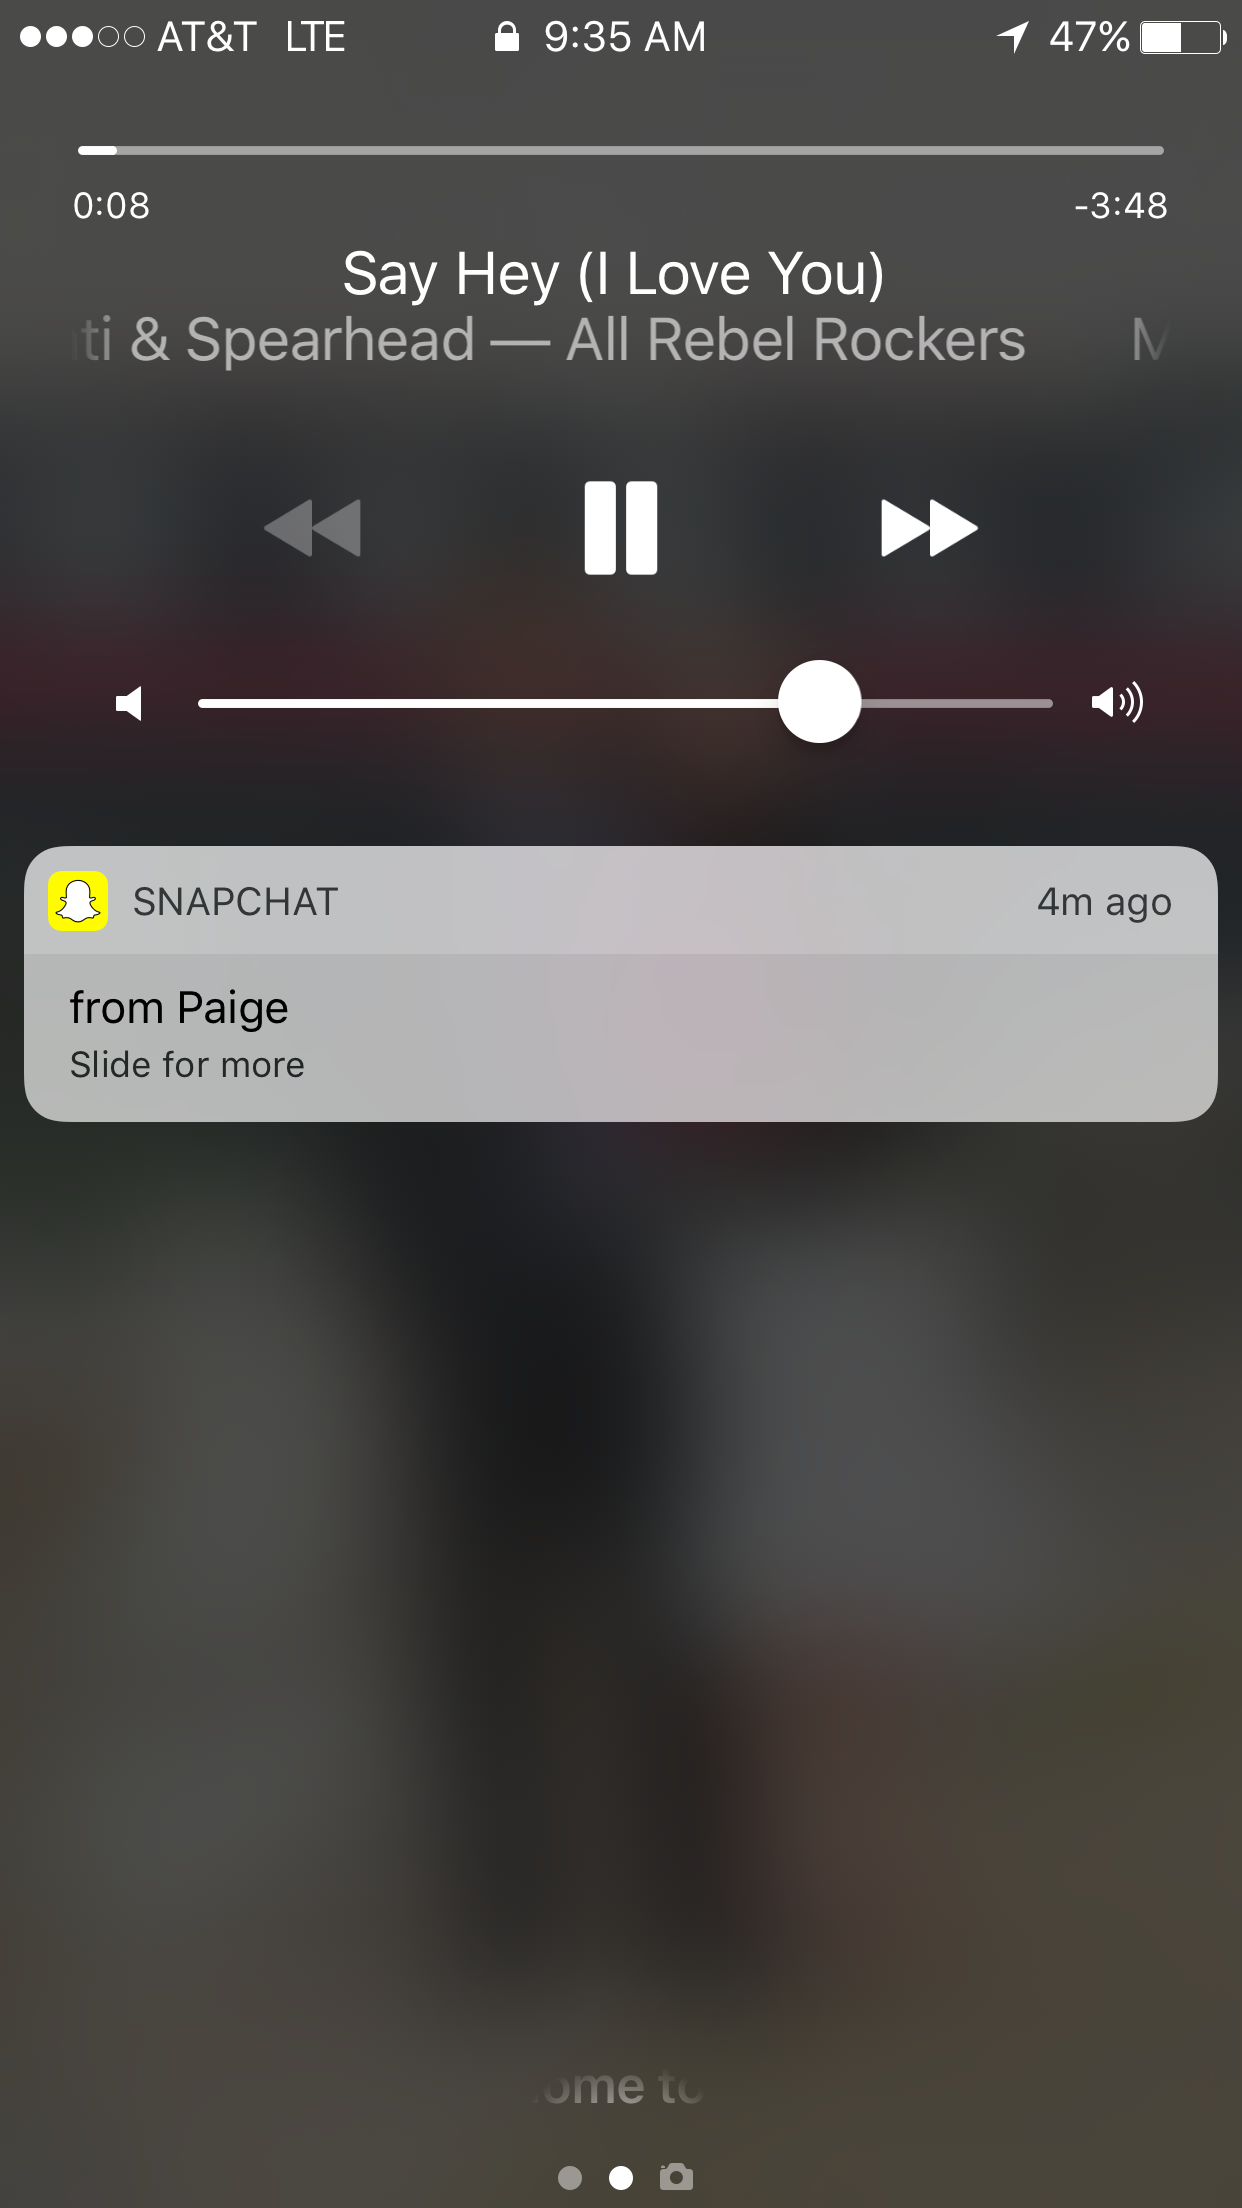 AT&T LTE 9:35 AM 47%
0:08 -3:48
Say Hey (I Love You)
ti & Spearhead — All Rebel Rockers M
SNAPCHAT 4m ago
from Paige
Slide for more
ome to